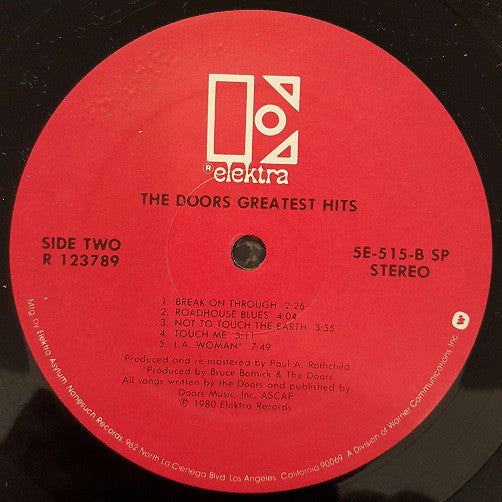 ® elektra
THE DOORS GREATEST HITS
SIDE TWO
R 123789
5E-515-B SP
STEREO
1. BREAK ON THROUGH 2:26
2. ROADHOUSE BLUES 4:04
3. NOT TO TOUCH THE EARTH 3:55
4. TOUCH ME 3:11
5. L.A. WOMAN* 7:49
Produced and re-mastered by Paul A. Rothchild
*Produced by Bruce Botnick & The Doors
All songs written by the Doors and published by
Doors Music, Inc. ASCAP
℗ 1980 Elektra Records
Mfg by Elektra Asylum Nonesuch Records, 962 North La Cienega Blvd. Los Angeles, California 90069 A Division of Warner Communications Inc.